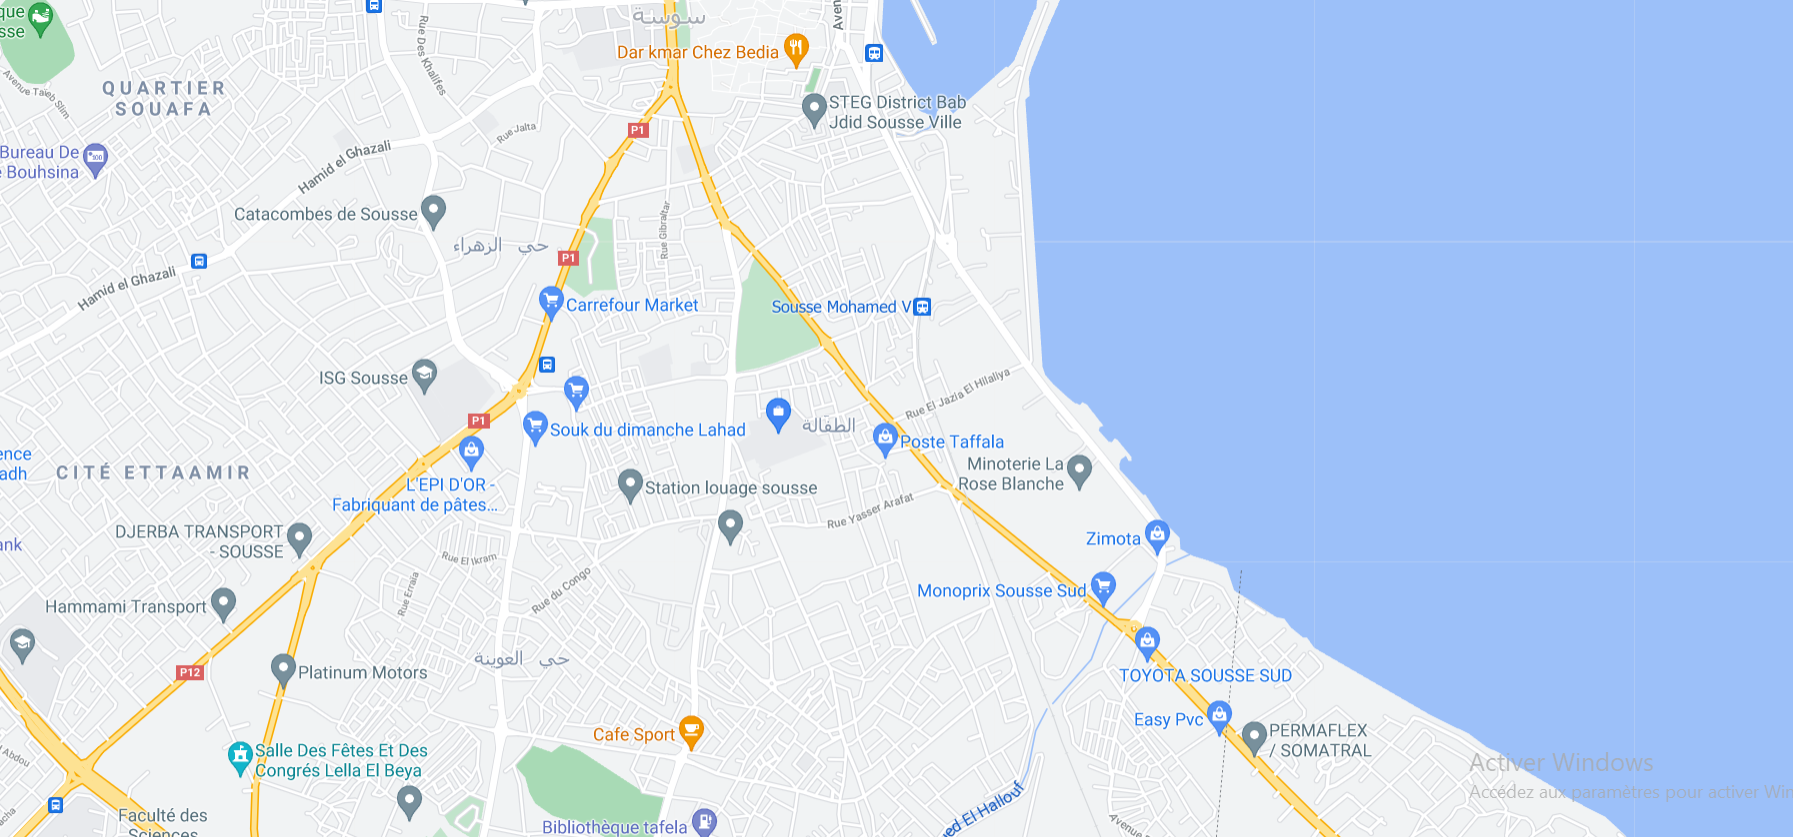 que
sse
سوسة
Dar kmar Chez Bedia
Rue Des Khalifes
Avenue Taïeb Slim
QUARTIER
SOUAFA
STEG District Bab
Jdid Sousse Ville
P1
Rue Jalta
Hamid el Ghazali
Bureau De
Bouhsina
Catacombes de Sousse
Rue Gibraltar
حي الزهراء
P1
Hamid el Ghazali
Carrefour Market
Sousse Mohamed V
ISG Sousse
Rue El Jazia El Hilaliya
P1
Souk du dimanche Lahad
الطفالة
Poste Taffala
ence
adh
CITÉ ETTAAMIR
Minoterie La
Rose Blanche
L'EPI D'OR -
Fabriquant de pâtes...
Station louage sousse
Rue Yasser Arafat
DJERBA TRANSPORT
- SOUSSE
ank
Zimota
Rue El Ikram
Rue du Congo
Rue Erraia
Monoprix Sousse Sud
Hammami Transport
حي العوينة
P12
Platinum Motors
TOYOTA SOUSSE SUD
Easy Pvc
Cafe Sport
PERMAFLEX
/ SOMATRAL
Salle Des Fêtes Et Des
Congrés Lella El Beya
Abdou
Activer Windows
Accédez aux paramètres pour activer Win
Faculté des
Sciences
Bibliothèque tafela
ed El Hallouf
Avenue